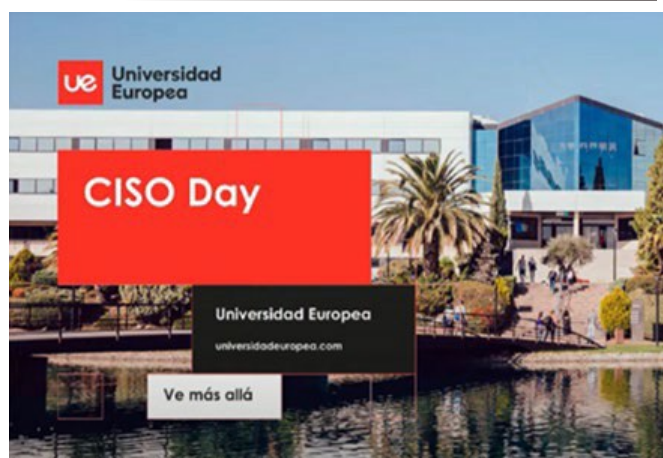 ue
Universidad
Europea
CISO Day
Universidad Europea
universidadeuropea.com
Ve más allá